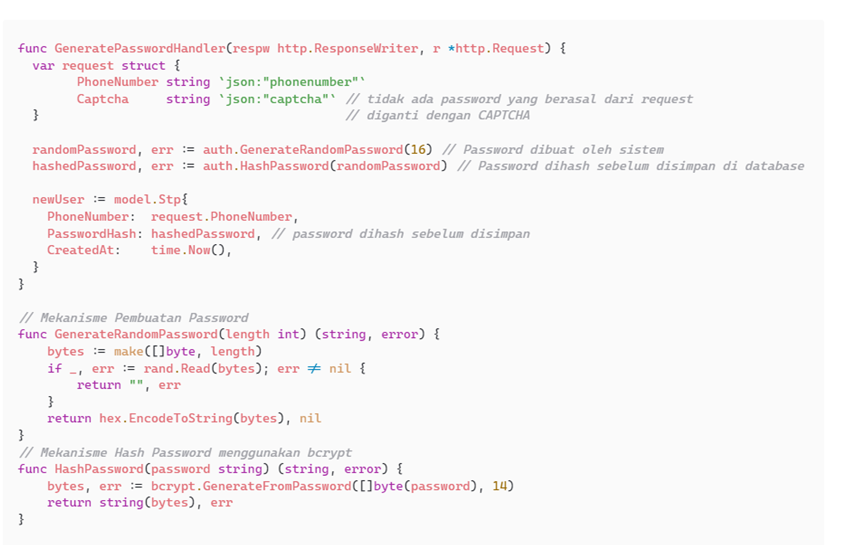 func GeneratePasswordHandler(respw http.ResponseWriter, r *http.Request) {
  var request struct {
        PhoneNumber string `json:"phonenumber"`
        Captcha     string `json:"captcha"` // tidak ada password yang berasal dari request
  }                                         // diganti dengan CAPTCHA

  randomPassword, err := auth.GenerateRandomPassword(16) // Password dibuat oleh sistem
  hashedPassword, err := auth.HashPassword(randomPassword) // Password dihash sebelum disimpan di database

  newUser := model.Stp{
    PhoneNumber:  request.PhoneNumber,
    PasswordHash: hashedPassword, // password dihash sebelum disimpan
    CreatedAt:    time.Now(),
  }
}

// Mekanisme Pembuatan Password
func GenerateRandomPassword(length int) (string, error) {
    bytes := make([]byte, length)
    if _, err := rand.Read(bytes); err ≠ nil {
        return "", err
    }
    return hex.EncodeToString(bytes), nil
}
// Mekanisme Hash Password menggunakan bcrypt
func HashPassword(password string) (string, error) {
    bytes, err := bcrypt.GenerateFromPassword([]byte(password), 14)
    return string(bytes), err
}